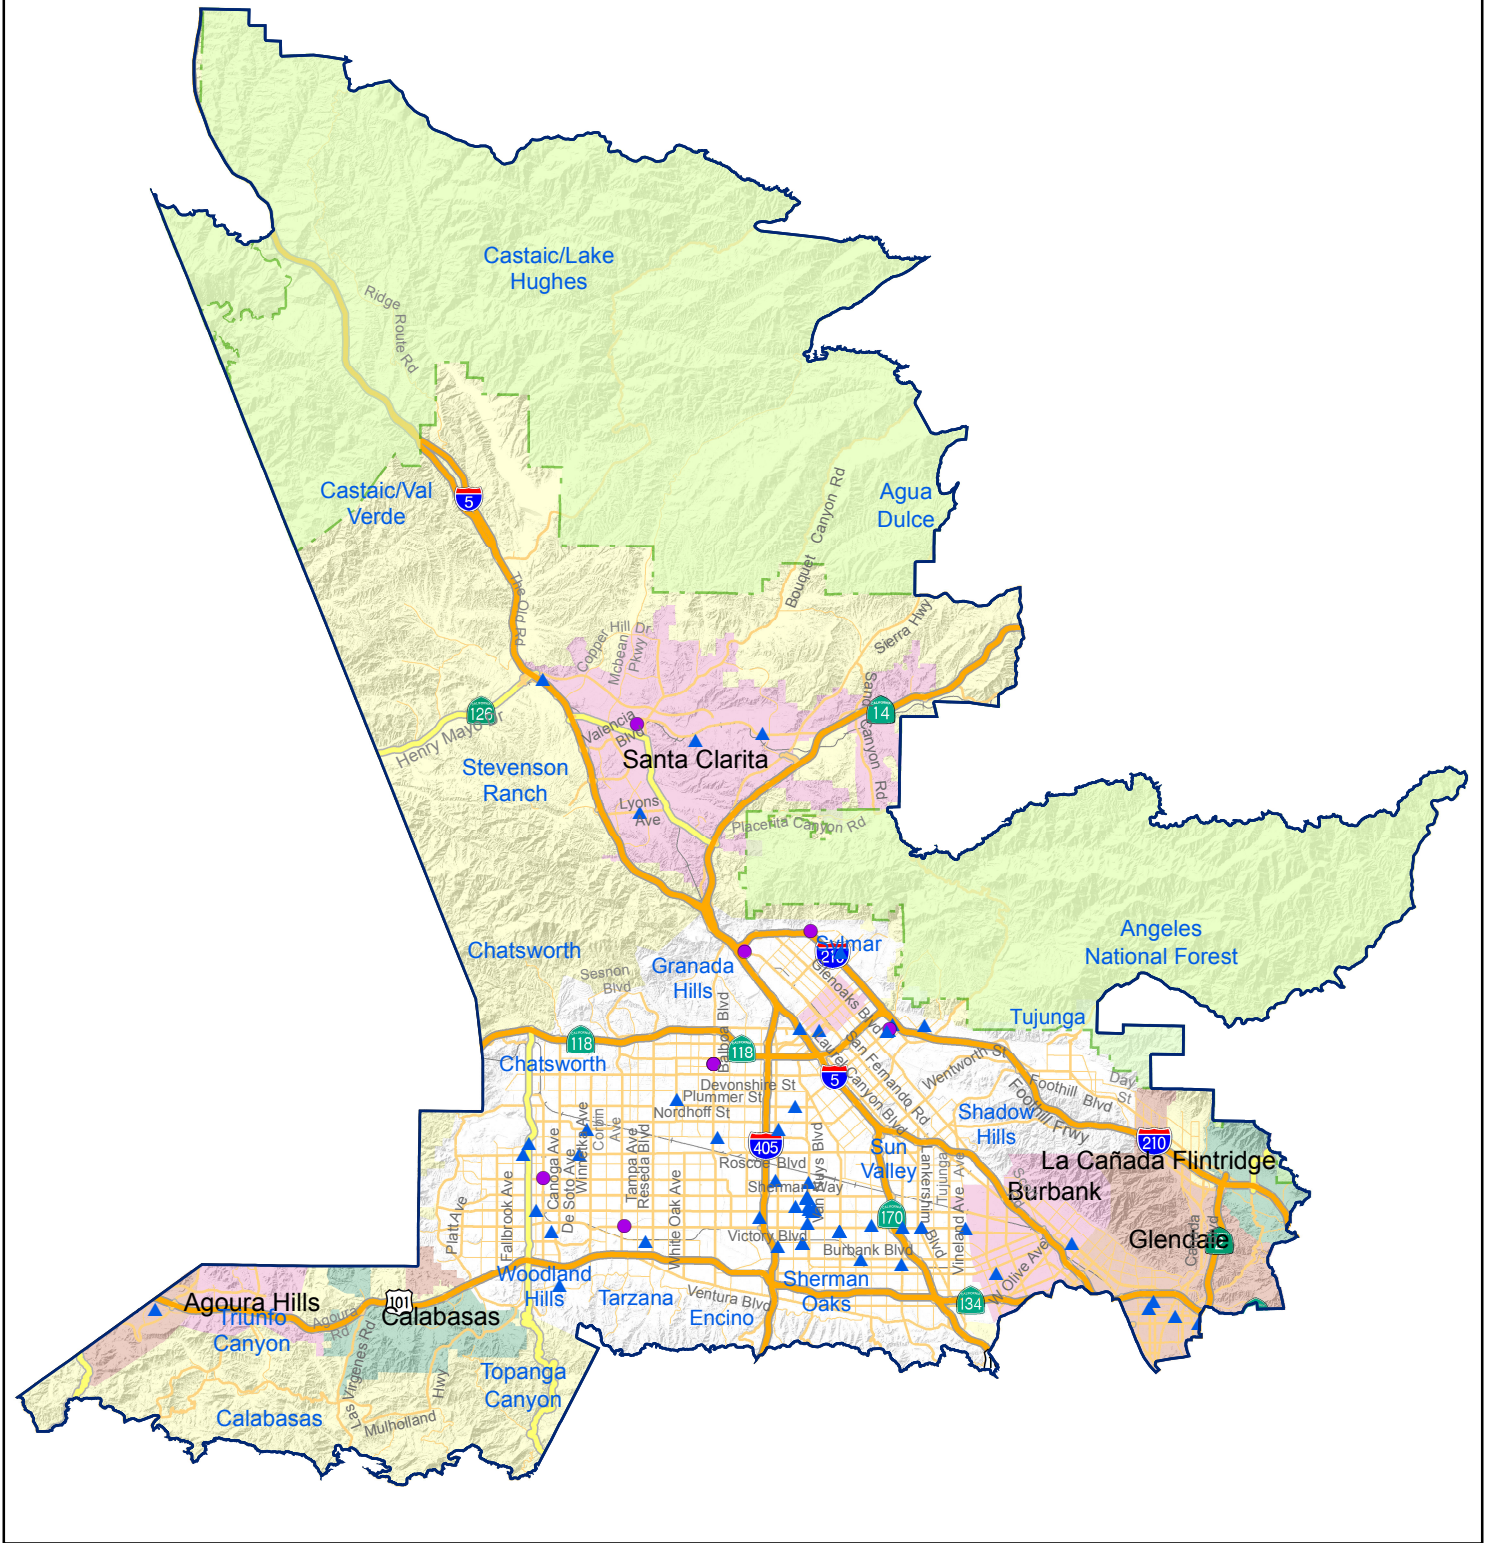 Castaic/Lake
Hughes
Ridge
Route Rd
Castaic/Val
Verde
5
Agua
Dulce
Bouquet Canyon Rd
The Old Rd
Copper Hill Dr
Mcbean
Pkwy
Sierra Hwy
Sand Canyon Rd
14
126
Henry Mayo Dr
Valencia
Blvd
Santa Clarita
Stevenson
Ranch
Lyons
Ave
Placerita Canyon Rd
Angeles
National Forest
Chatsworth
Sesnon
Blvd
Granada
Hills
Sylmar
210
Glenoaks Blvd
Tujunga
Balboa Blvd
118
118
Chatsworth
Laurel Canyon Blvd
San Fernando Rd
5
Wentworth St
Foothill Blvd
Day
St
Foothill Frwy
Devonshire St
Plummer St
Nordhoff St
Shadow
Hills
210
405
Sun
Valley
La Cañada Flintridge
Burbank
Glendale
Roscoe Blvd
Sherman Way
Van Nuys Blvd
Canoga Ave
De Soto Ave
Winnetka Ave
Corbin
Ave
Tampa Ave
Reseda Blvd
White Oak Ave
Platt Ave
Fallbrook Ave
Lankershim
Blvd
Tujunga
Ave
Vineland Ave
170
Victory Blvd
Burbank Blvd
W Olive Ave
134
Woodland
Hills
Tarzana
Ventura Blvd
Encino
Sherman
Oaks
Agoura Hills
101
Calabasas
Triunfo
Canyon
Agoura
Rd
Las Virgenes Rd
Mulholland
Hwy
Topanga
Canyon
Calabasas